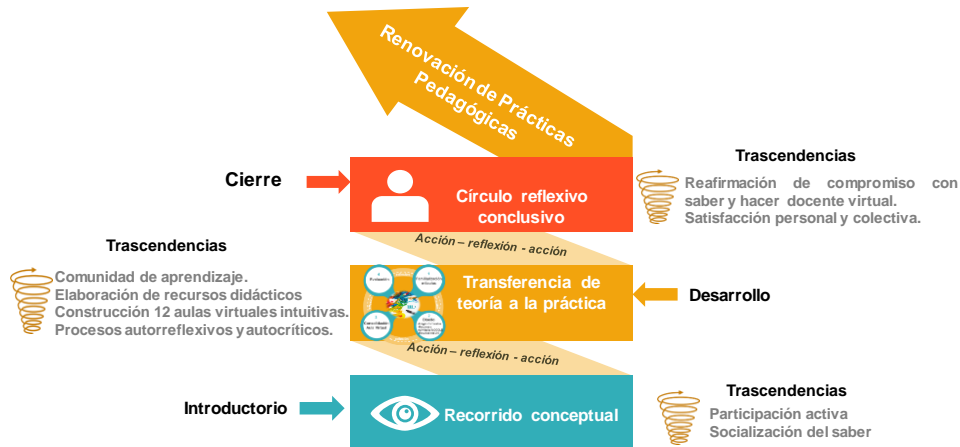 Renovación de Prácticas
Pedagógicas
Cierre
Círculo reflexivo
conclusivo
Trascendencias
Reafirmación de compromiso con
saber y hacer docente virtual.
Satisfacción personal y colectiva.
Acción – reflexión - acción
Trascendencias
Comunidad de aprendizaje.
Elaboración de recursos didácticos
Construcción 12 aulas virtuales intuitivas.
Procesos autorreflexivos y autocríticos.
Transferencia de
teoría a la práctica
Desarrollo
Acción – reflexión - acción
Introductorio
Recorrido conceptual
Trascendencias
Participación activa
Socialización del saber